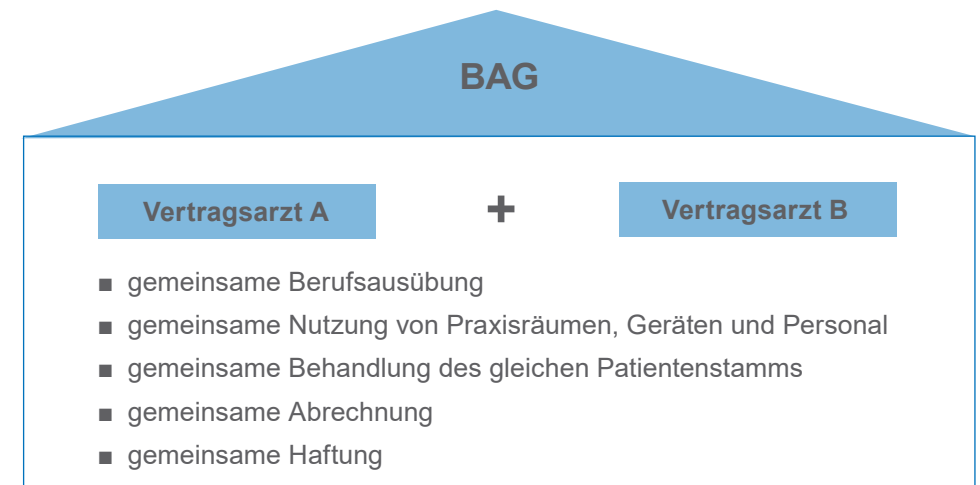 BAG
Vertragsarzt A + Vertragsarzt B
■ gemeinsame Berufsausübung
■ gemeinsame Nutzung von Praxisräumen, Geräten und Personal
■ gemeinsame Behandlung des gleichen Patientenstamms
■ gemeinsame Abrechnung
■ gemeinsame Haftung